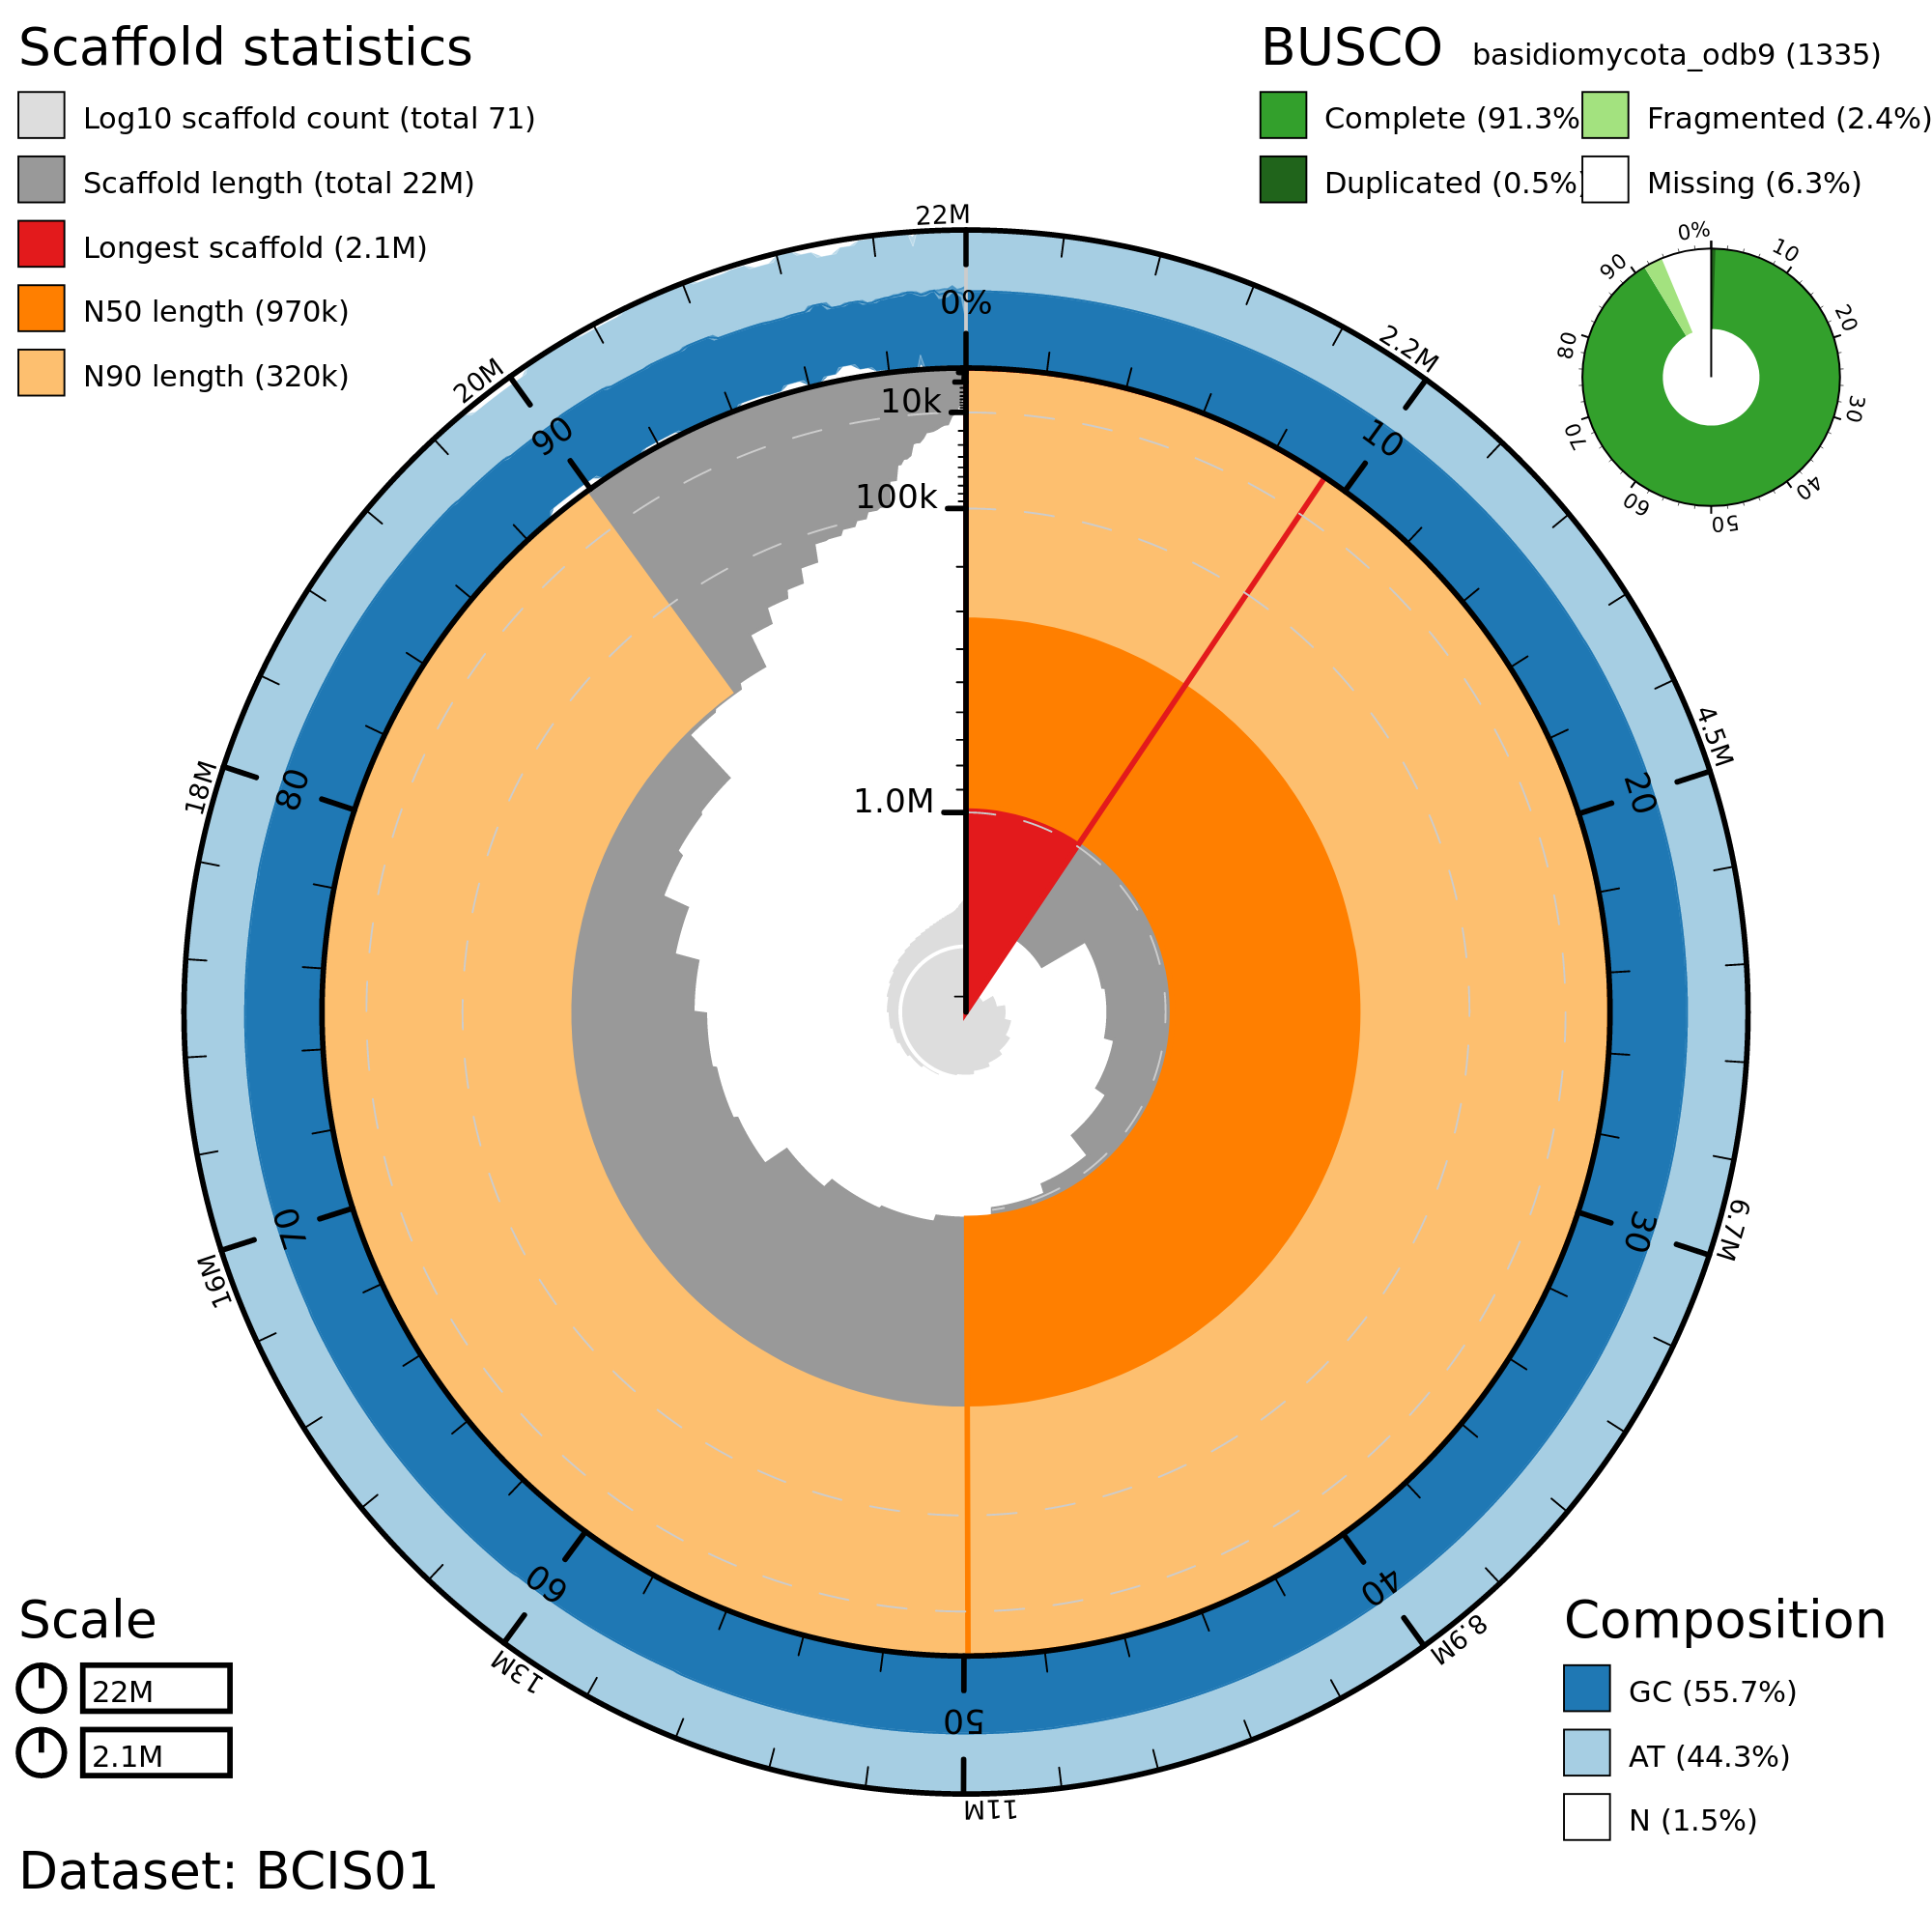 Scaffold statistics
Log10 scaffold count (total 71)
Scaffold length (total 22M)
Longest scaffold (2.1M)
N50 length (970k)
N90 length (320k)
BUSCO basidiomycota_odb9 (1335)
Complete (91.3%
Fragmented (2.4%)
Duplicated (0.5%)
Missing (6.3%)
0%
10
20
30
40
50
60
70
80
90
22M
2.2M
4.5M
6.7M
8.9M
11M
13M
16M
18M
20M
0%
10
20
30
40
50
60
70
80
90
10k
100k
1.0M
Scale
22M
2.1M
Composition
GC (55.7%)
AT (44.3%)
N (1.5%)
Dataset: BCIS01